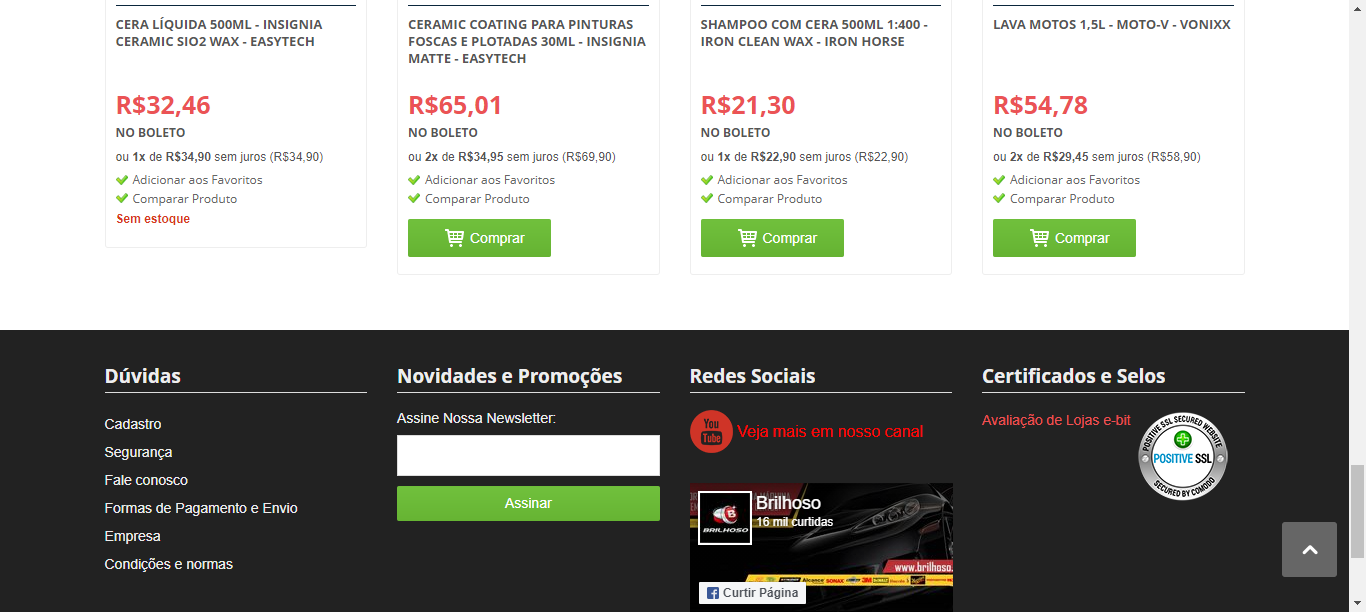 CERA LÍQUIDA 500ML - INSIGNIA
CERAMIC SIO2 WAX - EASYTECH
R$32,46
NO BOLETO
ou 1x de R$34,90 sem juros (R$34,90)
Adicionar aos Favoritos
Comparar Produto
Sem estoque
CERAMIC COATING PARA PINTURAS
FOSCAS E PLOTADAS 30ML - INSIGNIA
MATTE - EASYTECH
R$65,01
NO BOLETO
ou 2x de R$34,95 sem juros (R$69,90)
Adicionar aos Favoritos
Comparar Produto
Comprar
SHAMPOO COM CERA 500ML 1:400 -
IRON CLEAN WAX - IRON HORSE
R$21,30
NO BOLETO
ou 1x de R$22,90 sem juros (R$22,90)
Adicionar aos Favoritos
Comparar Produto
Comprar
LAVA MOTOS 1,5L - MOTO-V - VONIXX
R$54,78
NO BOLETO
ou 2x de R$29,45 sem juros (R$58,90)
Adicionar aos Favoritos
Comparar Produto
Comprar
Dúvidas
Cadastro
Segurança
Fale conosco
Formas de Pagamento e Envio
Empresa
Condições e normas
Novidades e Promoções
Assine Nossa Newsletter:
Assinar
Redes Sociais
You
Tube
Veja mais em nosso canal
Brilhoso
16 mil curtidas
BRILHOSO
www.brilhoso.
3M
Curtir Página
Certificados e Selos
Avaliação de Lojas e-bit
POSITIVE SSL SECURED WEBSITE
POSITIVE SSL
SECURED BY COMODO